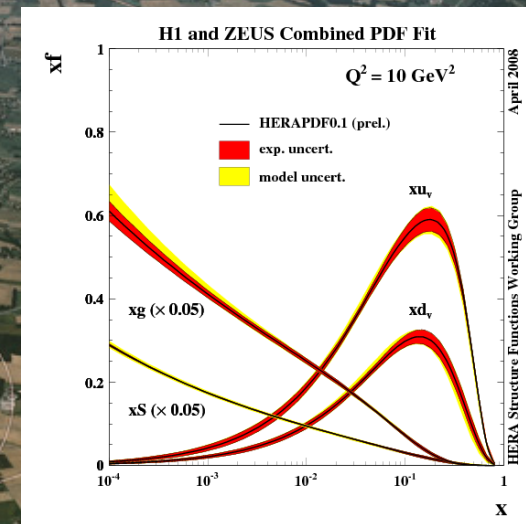 H1 and ZEUS Combined PDF Fit
xf
1
Q² = 10 GeV²
HERAPDF0.1 (prel.)
exp. uncert.
model uncert.
0.8
xuᵥ
0.6
xg (× 0.05)
0.4
xdᵥ
0.2
xS (× 0.05)
0
10⁻⁴ 10⁻³ 10⁻² 10⁻¹ 1
x
HERA Structure Functions Working Group April 2008